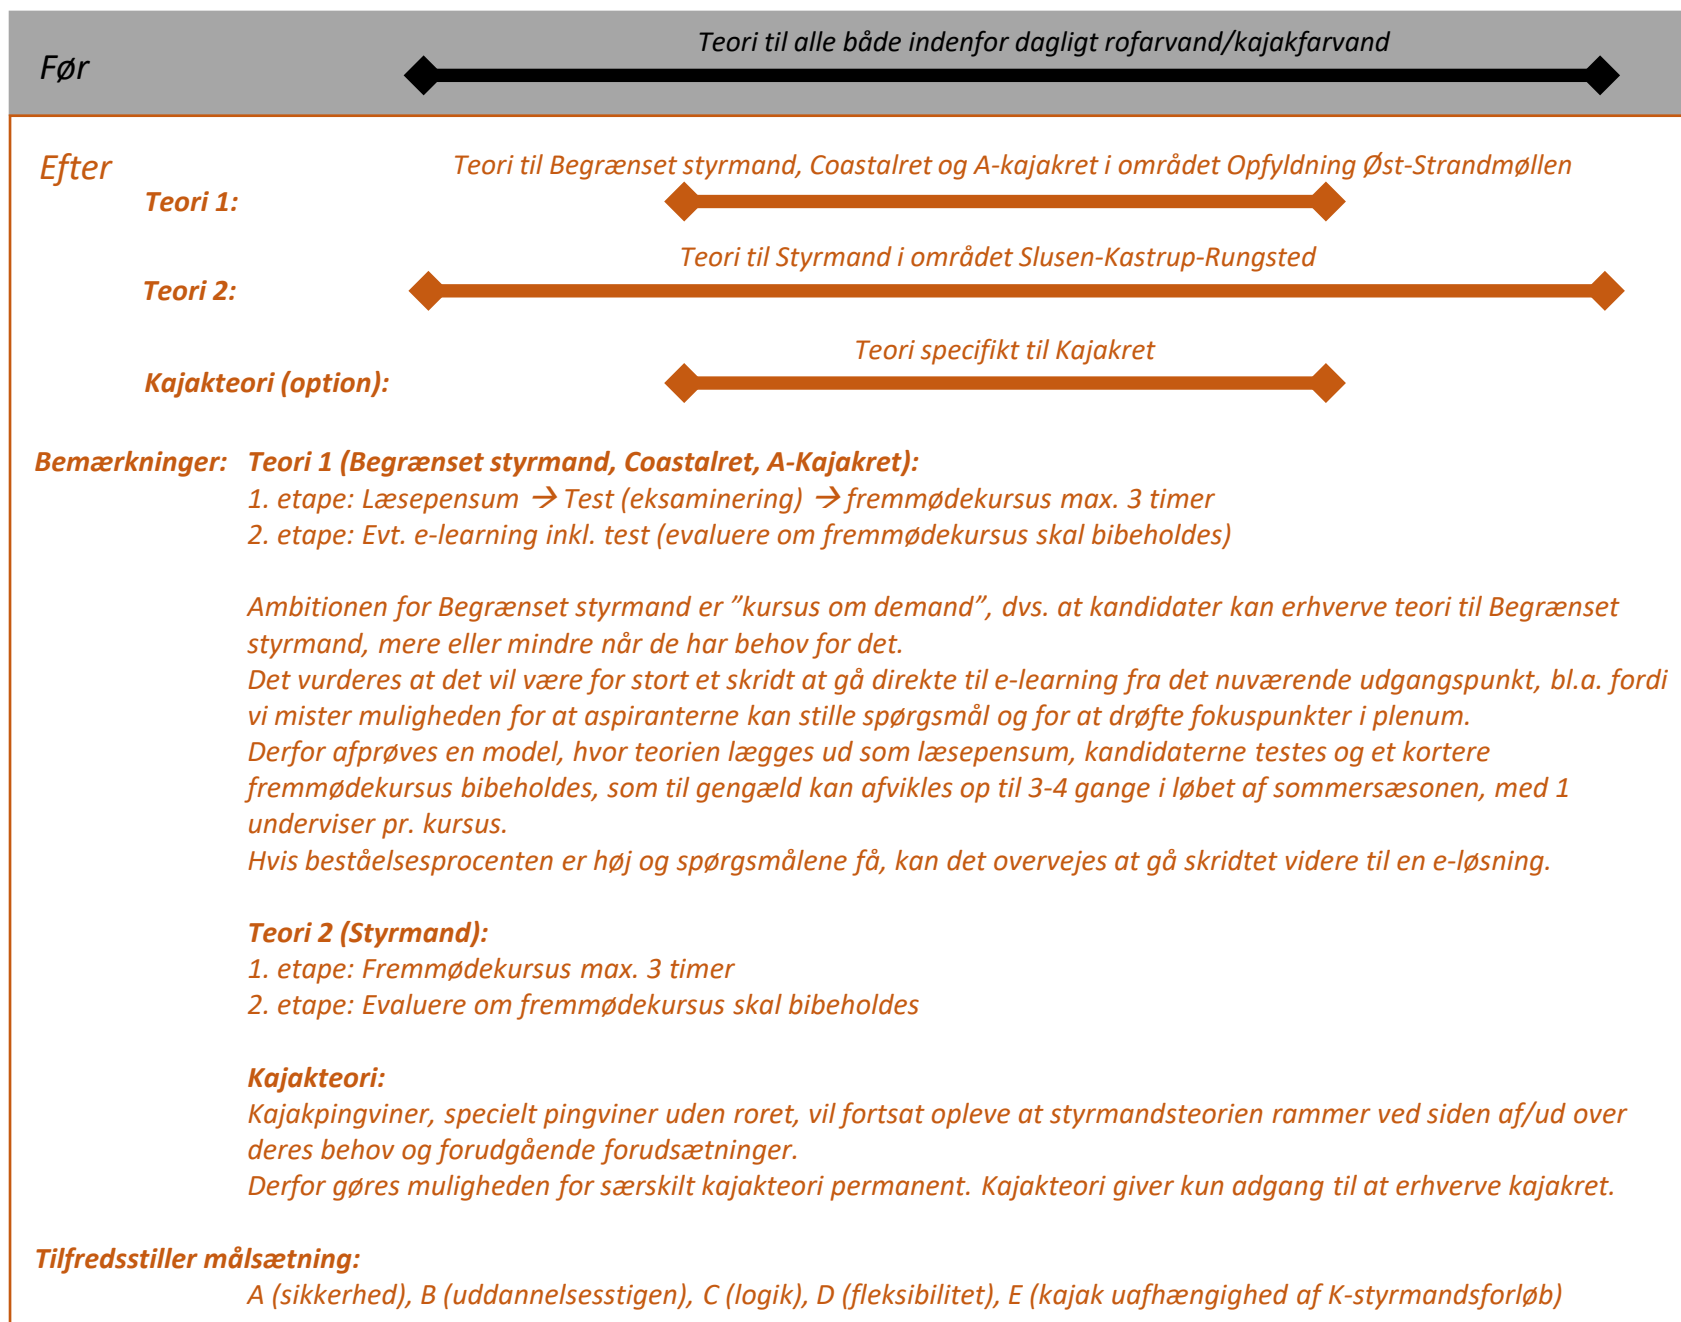 Teori til alle både indenfor dagligt rofarvand/kajakfarvand
Før
Efter
Teori til Begrænset styrmand, Coastalret og A-kajakret i området Opfyldning Øst-Strandmøllen
Teori 1:
Teori til Styrmand i området Slusen-Kastrup-Rungsted
Teori 2:
Teori specifikt til Kajakret
Kajakteori (option):
Bemærkninger: Teori 1 (Begrænset styrmand, Coastalret, A-Kajakret):
1. etape: Læsepensum → Test (eksaminering) → fremmødekursus max. 3 timer
2. etape: Evt. e-learning inkl. test (evaluere om fremmødekursus skal bibeholdes)
Ambitionen for Begrænset styrmand er ”kursus om demand”, dvs. at kandidater kan erhverve teori til Begrænset
styrmand, mere eller mindre når de har behov for det.
Det vurderes at det vil være for stort et skridt at gå direkte til e-learning fra det nuværende udgangspunkt, bl.a. fordi
vi mister muligheden for at aspiranterne kan stille spørgsmål og for at drøfte fokuspunkter i plenum.
Derfor afprøves en model, hvor teorien lægges ud som læsepensum, kandidaterne testes og et kortere
fremmødekursus bibeholdes, som til gengæld kan afvikles op til 3-4 gange i løbet af sommersæsonen, med 1
underviser pr. kursus.
Hvis beståelsesprocenten er høj og spørgsmålene få, kan det overvejes at gå skridtet videre til en e-løsning.
Teori 2 (Styrmand):
1. etape: Fremmødekursus max. 3 timer
2. etape: Evaluere om fremmødekursus skal bibeholdes
Kajakteori:
Kajakpingviner, specielt pingviner uden roret, vil fortsat opleve at styrmandsteorien rammer ved siden af/ud over
deres behov og forudgående forudsætninger.
Derfor gøres muligheden for særskilt kajakteori permanent. Kajakteori giver kun adgang til at erhverve kajakret.
Tilfredsstiller målsætning:
A (sikkerhed), B (uddannelsesstigen), C (logik), D (fleksibilitet), E (kajak uafhængighed af K-styrmandsforløb)